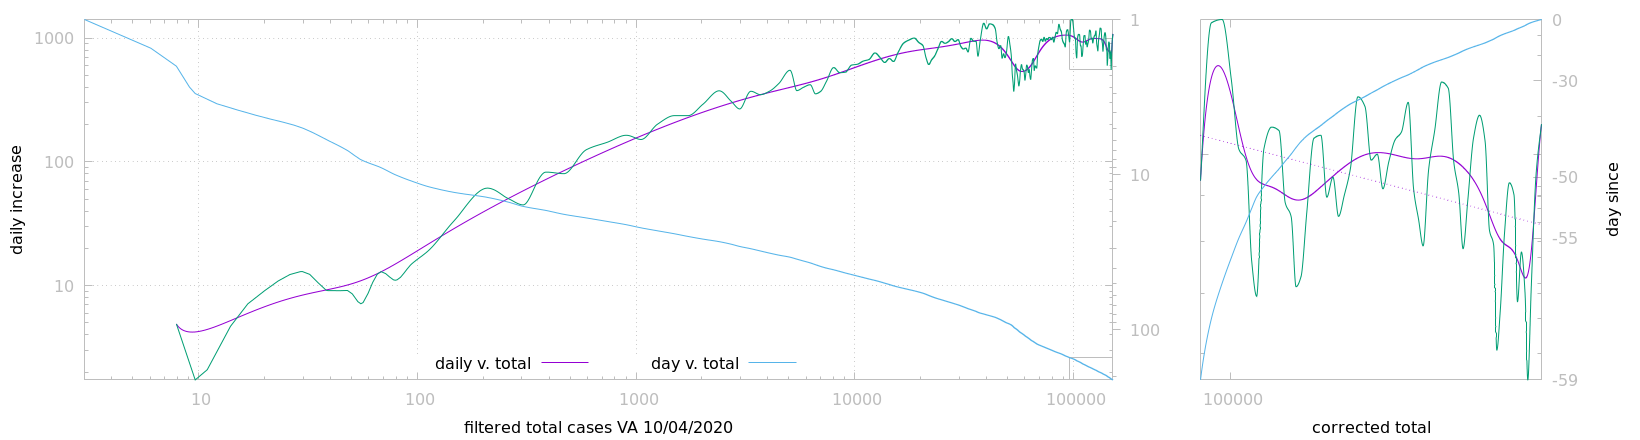 1000
100
10
daily increase
10
100
1000
10000
100000
filtered total cases VA 10/04/2020
daily v. total
day v. total
1
10
100
100000
corrected total
0
-30
-50
-55
-59
day since